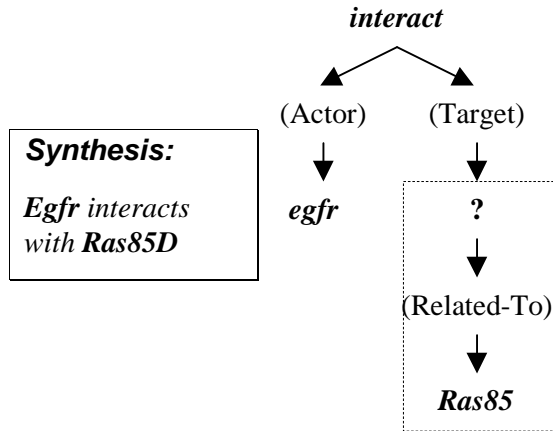 interact
(Actor) (Target)
Synthesis:
Egfr interacts
with Ras85D
egfr
?
(Related-To)
Ras85